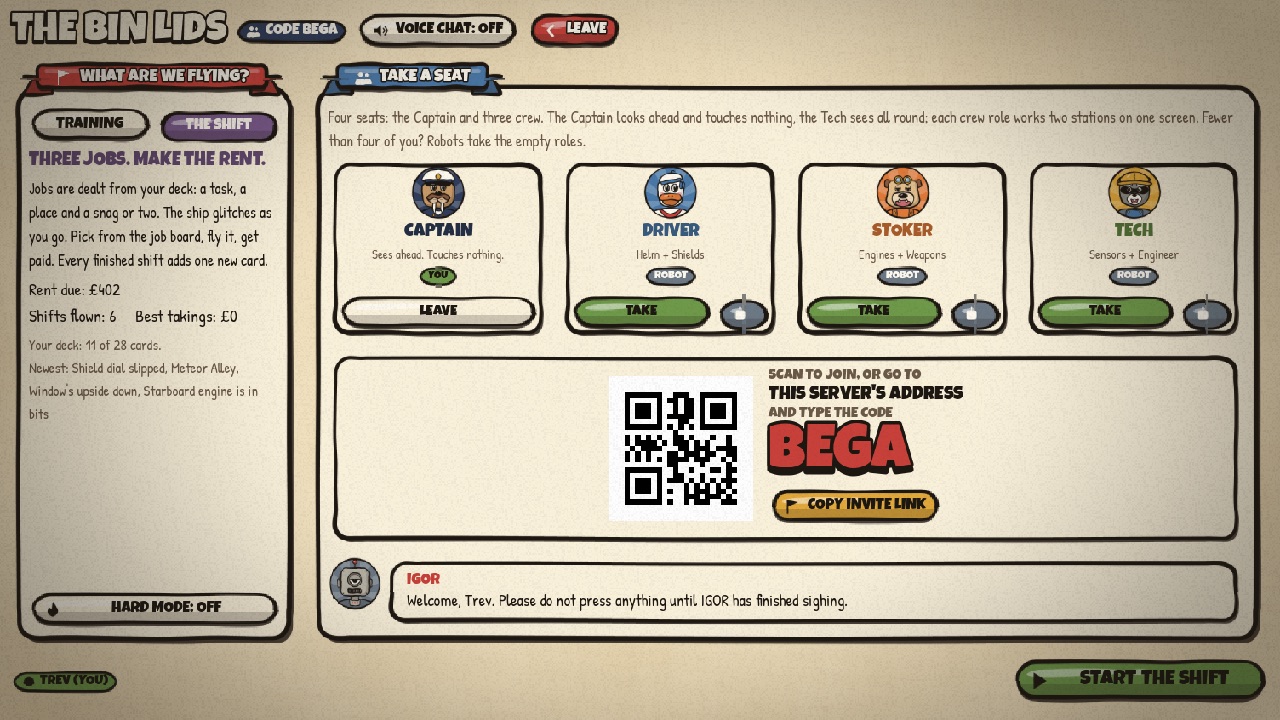 THE BIN LIDS
CODE BEGA
VOICE CHAT: OFF
LEAVE
WHAT ARE WE FLYING?
TRAINING
THE SHIFT
THREE JOBS. MAKE THE RENT.
Jobs are dealt from your deck: a task, a
place and a snag or two. The ship glitches as
you go. Pick from the job board, fly it, get
paid. Every finished shift adds one new card.
Rent due: £402
Shifts flown: 6 Best takings: £0
Your deck: 11 of 28 cards.
Newest: Shield dial slipped, Meteor Alley,
Window's upside down, Starboard engine is in
bits
HARD MODE: OFF
TAKE A SEAT
Four seats: the Captain and three crew. The Captain looks ahead and touches nothing, the Tech sees all round; each crew role works two stations on one screen. Fewer
than four of you? Robots take the empty roles.
CAPTAIN
Sees ahead. Touches nothing.
YOU
LEAVE
DRIVER
Helm + Shields
ROBOT
TAKE
STOKER
Engines + Weapons
ROBOT
TAKE
TECH
Sensors + Engineer
ROBOT
TAKE
SCAN TO JOIN, OR GO TO
THIS SERVER'S ADDRESS
AND TYPE THE CODE
BEGA
COPY INVITE LINK
IGOR
Welcome, Trev. Please do not press anything until IGOR has finished sighing.
TREV (YOU)
START THE SHIFT